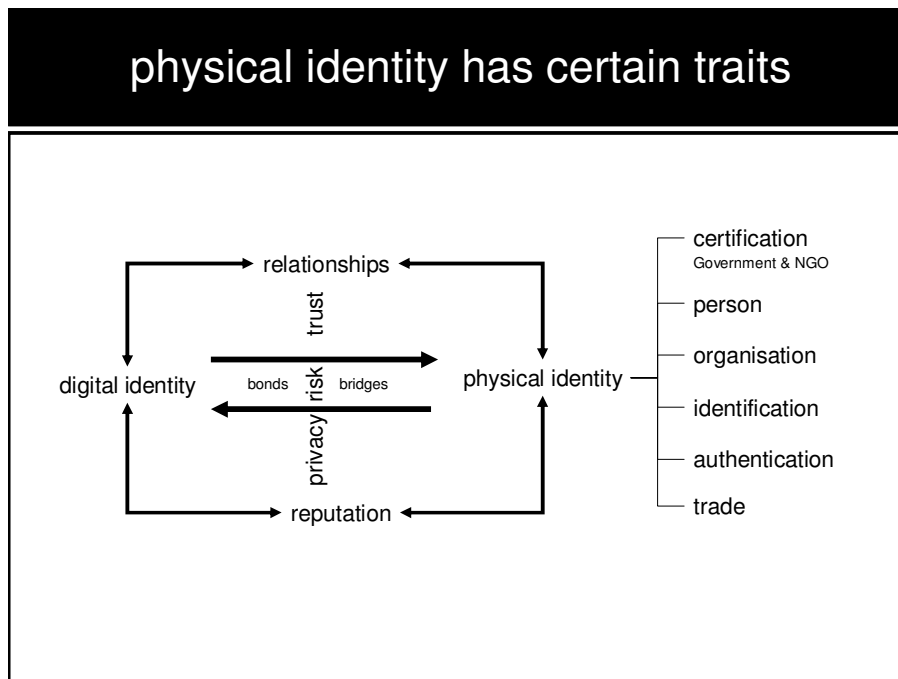 physical identity has certain traits
relationships
trust
digital identity
bonds
risk
bridges
physical identity
privacy
reputation
certification
Government & NGO
person
organisation
identification
authentication
trade